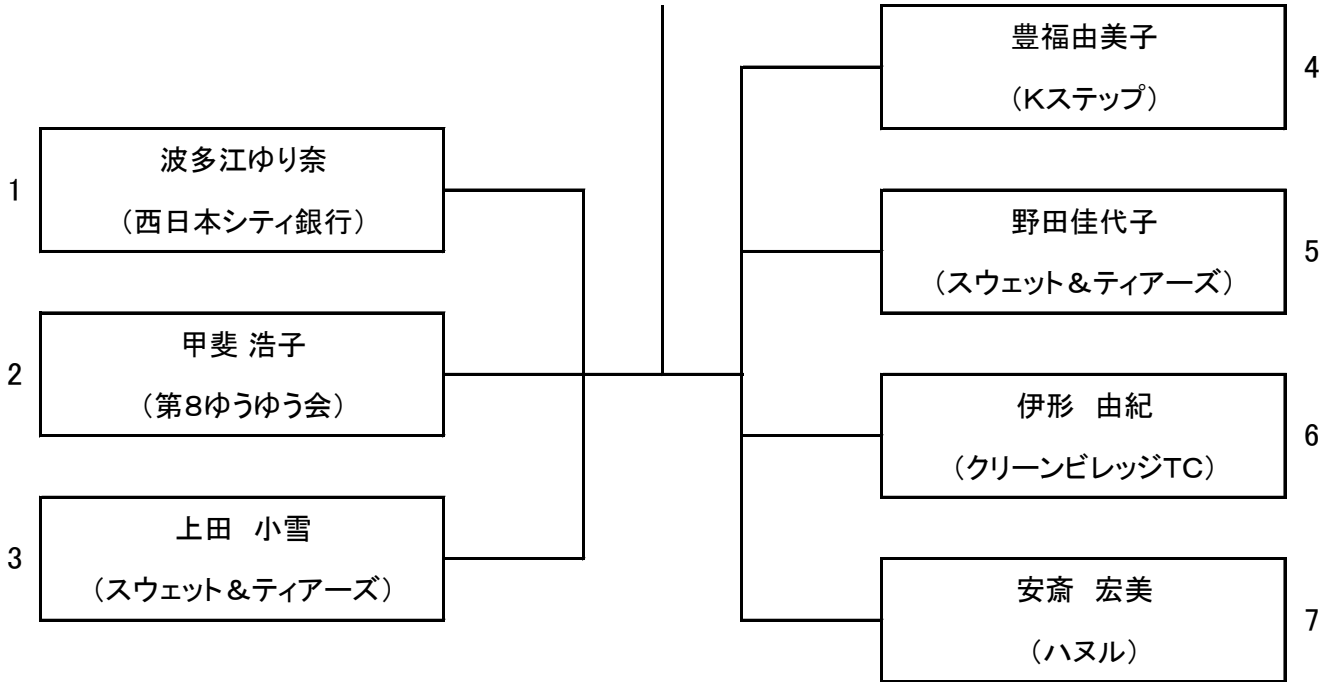 1
波多江ゆり奈
（西日本シティ銀行）
2
甲斐 浩子
（第８ゆうゆう会）
3
上田　小雪
（スウェット＆ティアーズ）
豊福由美子
（Ｋステップ）
4
野田佳代子
（スウェット＆ティアーズ）
5
伊形　由紀
（クリーンビレッジＴＣ）
6
安斎　宏美
（ハヌル）
7